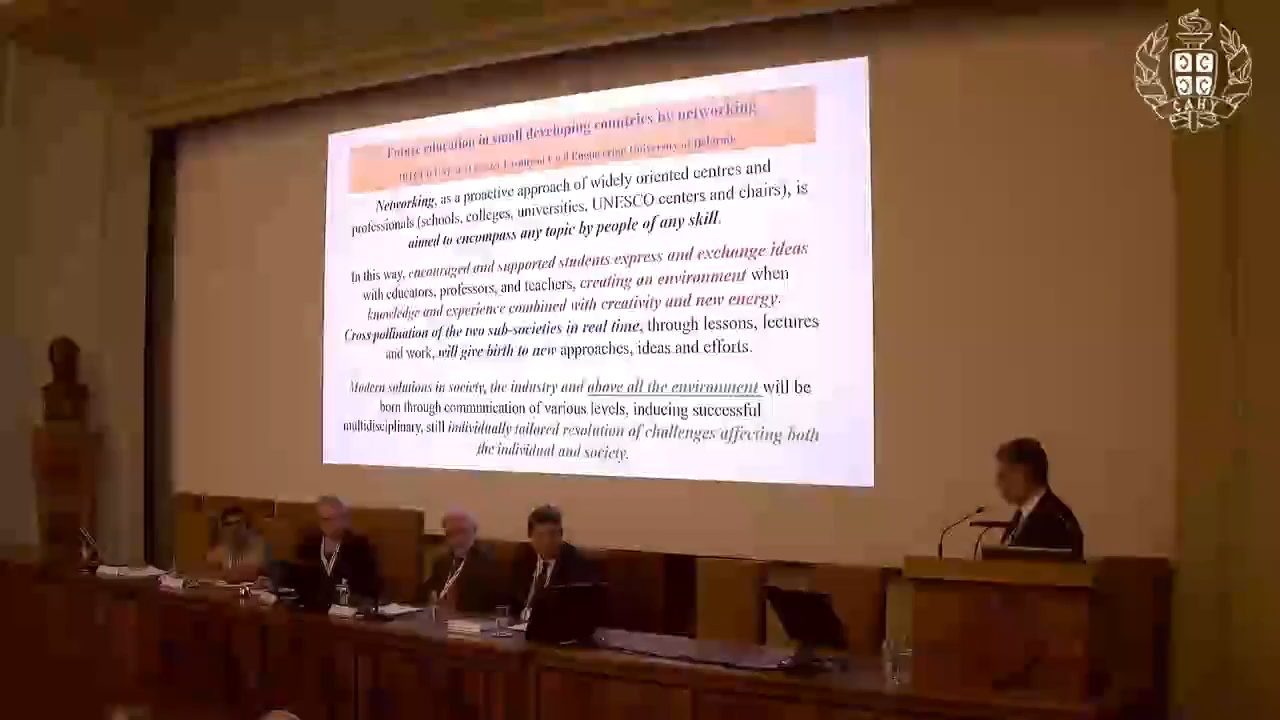 САНУ
Future education in small developing countries by networking
Civil Engineering University of Belgrade
Networking, as a proactive approach of widely oriented centres and
professionals (schools, colleges, universities, UNESCO centers and chairs), is
aimed to encompass any topic by people of any skill.
In this way, encouraged and supported students express and exchange ideas
with educators, professors, and teachers, creating an environment when
knowledge and experience combined with creativity and new energy.
Cross-pollination of the two sub-societies in real time, through lessons, lectures
and work, will give birth to new approaches, ideas and efforts.
Modern solutions in society, the industry and above all the environment will be
born through communication of various levels, inducing successful
multidisciplinary, still individually tailored resolution of challenges affecting both
the individual and society.